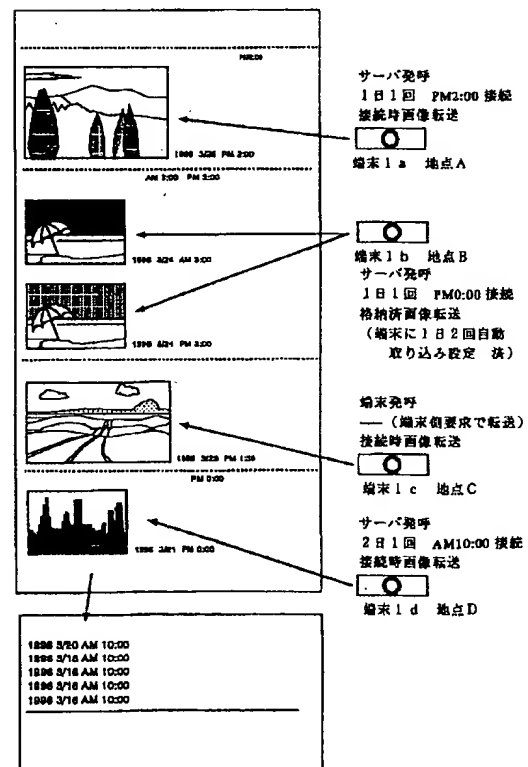 サーバ発呼
1日1回 PM2:00 接続
接続時画像転送
端末1a 地点A
1996 3/25 PM 2:00
AM 3:00 PM 3:00
端末1b 地点B
サーバ発呼
1日1回 PM0:00 接続
格納済画像転送
(端末に1日2回自動
取り込み設定 済)
1996 3/24 AM 3:00
1996 3/24 PM 3:00
端末発呼
―― (端末側要求で転送)
接続時画像転送
端末1c 地点C
1996 3/23 PM 1:35
PM 0:00
サーバ発呼
2日1回 AM10:00 接続
接続時画像転送
端末1d 地点D
1996 3/21 PM 0:00
1996 3/20 AM 10:00
1996 3/18 AM 10:00
1996 3/16 AM 10:00
1996 3/16 AM 10:00
1996 3/16 AM 10:00